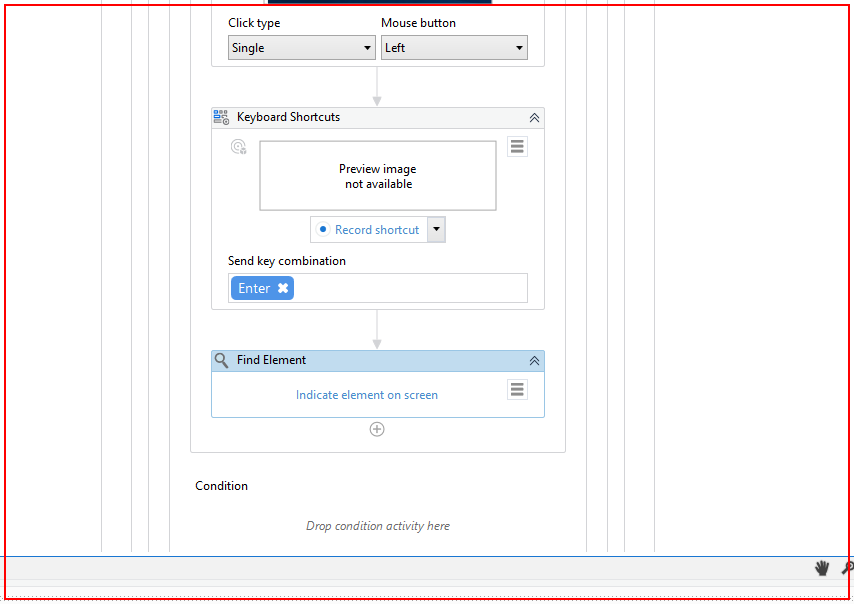 Click type
Mouse button
Single
Left
Keyboard Shortcuts
Preview image
not available
Record shortcut
Send key combination
Enter
Find Element
Indicate element on screen
Condition
Drop condition activity here